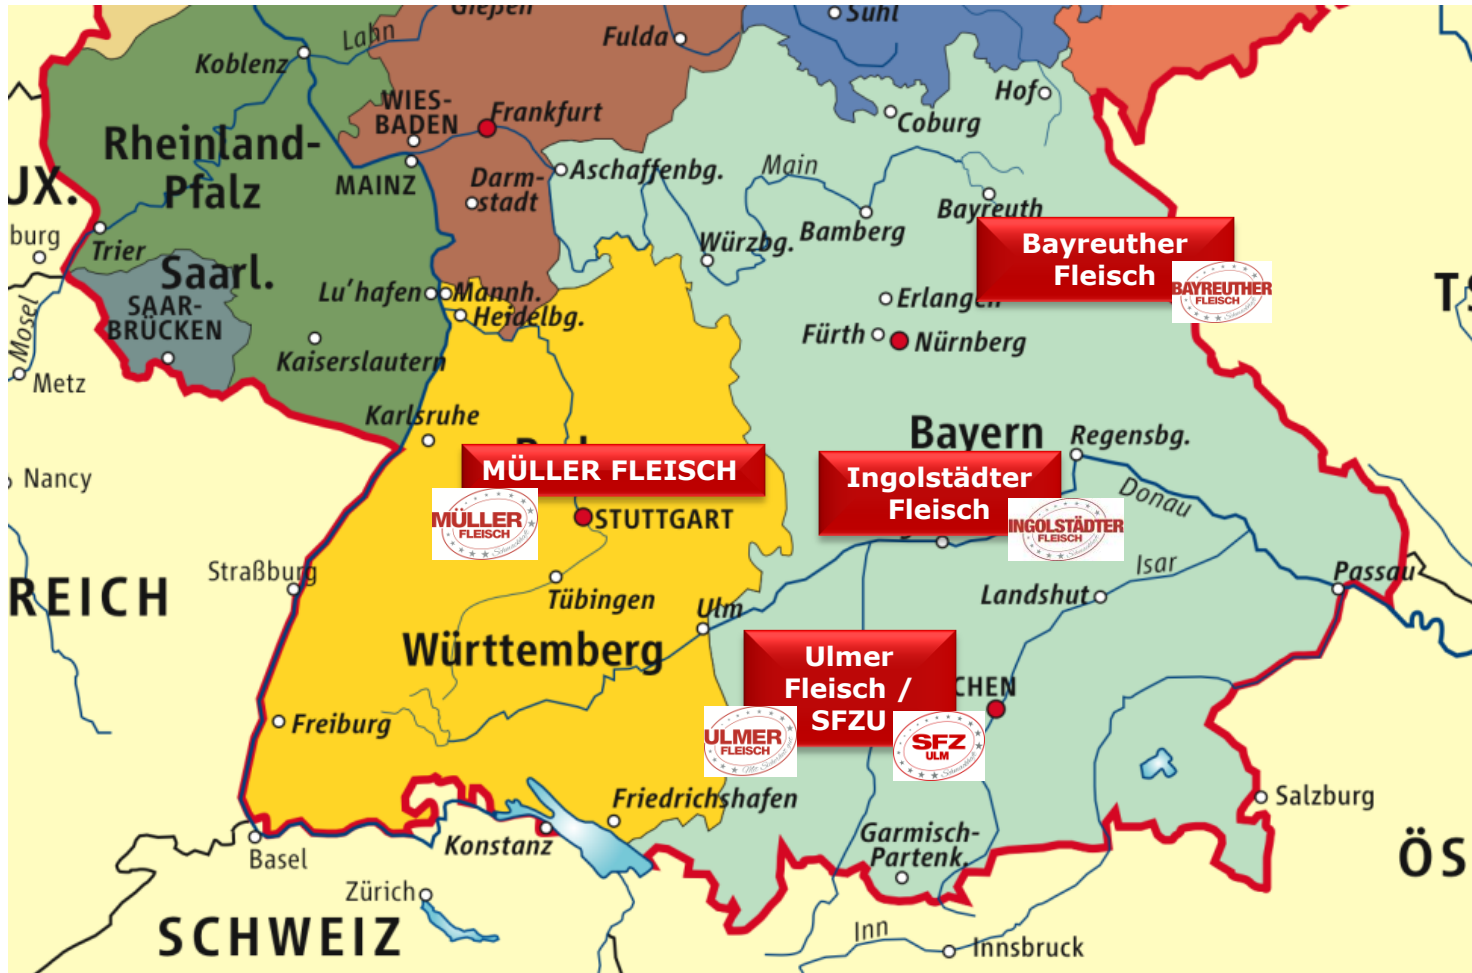 Gießen
Suhl
Lahn
Fulda
Koblenz
Hof
WIES-
BADEN
Frankfurt
Coburg
Rheinland-
Pfalz
MAINZ
Darm-
stadt
Aschaffenbg.
Main
Bayreuth
UX.
burg
Trier
Würzbg.
Bamberg
Bayreuther
Fleisch
BAYREUTHER
FLEISCH
Saarl.
SAAR-
BRÜCKEN
Lu'hafen
Mannh.
Heidelbg.
Erlangen
Fürth
Nürnberg
TS
Mosel
Metz
Kaiserslautern
Karlsruhe
Bayern
Regensbg.
Nancy
MÜLLER FLEISCH
MÜLLER
FLEISCH
STUTTGART
Ingolstädter
Fleisch
INGOLSTÄDTER
FLEISCH
Donau
Straßburg
REICH
Tübingen
Ulm
Isar
Landshut
Passau
Württemberg
Ulmer
Fleisch /
SFZU
CHEN
ULMER
FLEISCH
SFZ
ULM
Freiburg
Friedrichshafen
Salzburg
Basel
Konstanz
Garmisch-
Partenk.
ÖS
Zürich
SCHWEIZ
Inn
Innsbruck